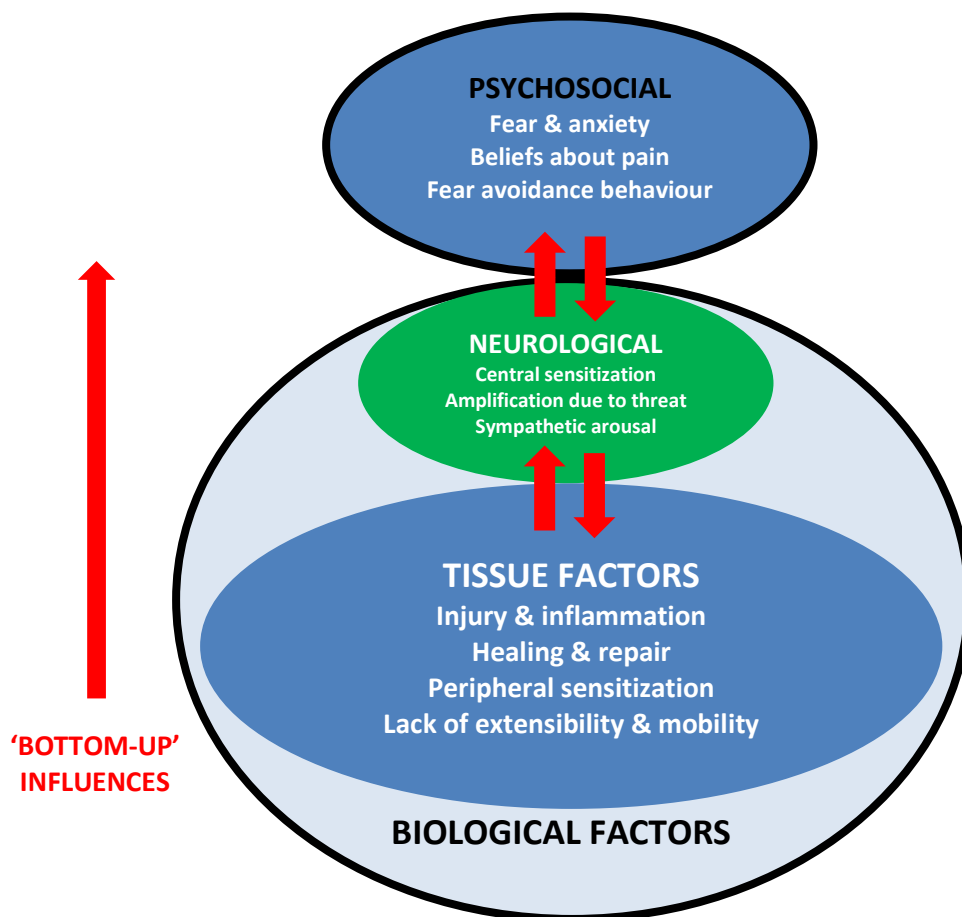 PSYCHOSOCIAL
Fear & anxiety
Beliefs about pain
Fear avoidance behaviour
NEUROLOGICAL
Central sensitization
Amplification due to threat
Sympathetic arousal
TISSUE FACTORS
Injury & inflammation
Healing & repair
Peripheral sensitization
Lack of extensibility & mobility
‘BOTTOM-UP’
INFLUENCES
BIOLOGICAL FACTORS